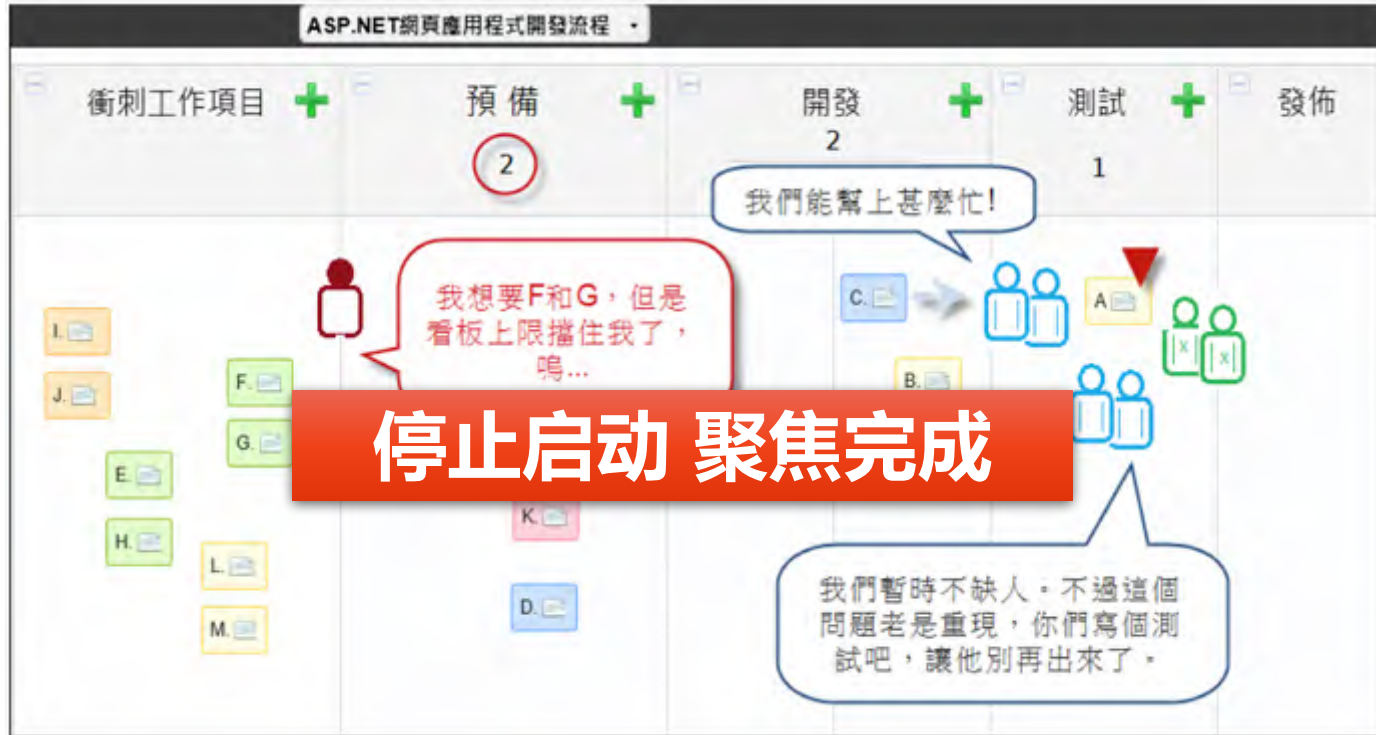 ASP.NET網頁應用程式開發流程
衝刺工作項目
預備
開發
測試
發佈
2
2
1
我們能幫上甚麼忙!
我想要F和G，但是
看板上限擋住我了，
嗚...
I.
J.
F.
G.
E.
H.
L.
M.
C.
A
B.
x x
停止启动 聚焦完成
K.
D.
我們暫時不缺人。不過這個
問題老是重現，你們寫個測
試吧，讓他別再出來了。